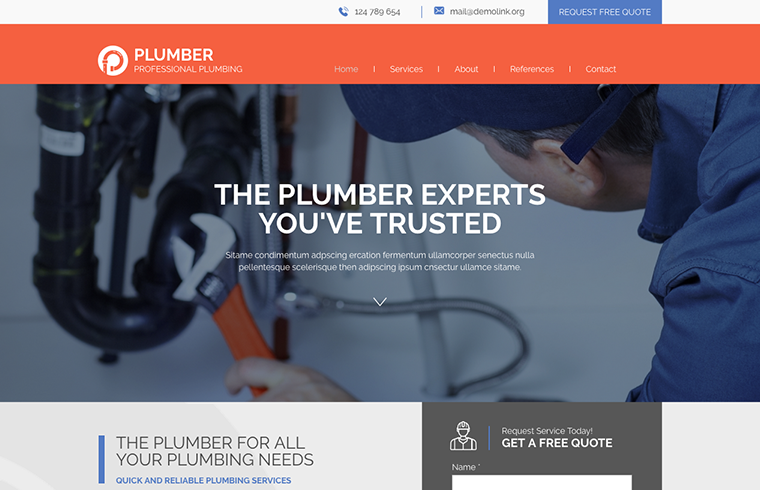 124 789 654
mail@demolink.org
REQUEST FREE QUOTE
PLUMBER
PROFESSIONAL PLUMBING
Home
Services
About
References
Contact
THE PLUMBER EXPERTS
YOU'VE TRUSTED
Sitame condimentum adpscing ercation fermentum ullamcorper senectus nulla
pellentesque scelerisque then adipscing ipsum cnsectur ullamce sitame.
THE PLUMBER FOR ALL
YOUR PLUMBING NEEDS
QUICK AND RELIABLE PLUMBING SERVICES
Request Service Today!
GET A FREE QUOTE
Name *